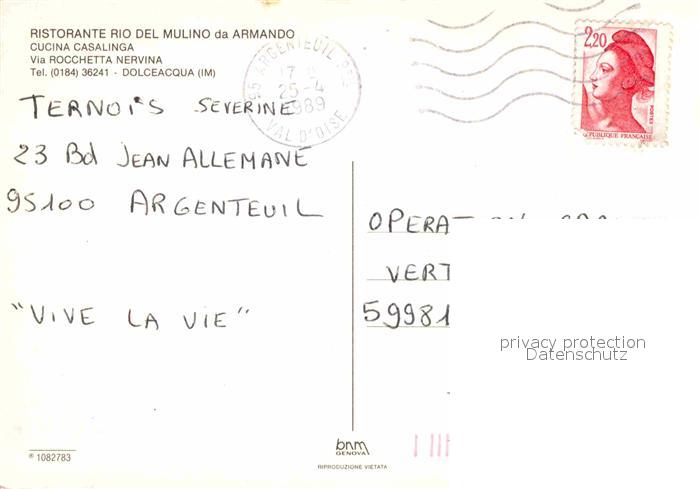 RISTORANTE RIO DEL MULINO da ARMANDO
CUCINA CASALINGA
Via ROCCHETTA NERVINA
Tel. (0184) 36241 - DOLCEACQUA (IM)
95 ARGENTEUIL
17 H
25-4
1989
VAL D'OISE
2,20
POSTES
REPUBLIQUE FRANÇAISE
TERNOIS SEVERINE
23 Bd JEAN ALLEMANE
95100 ARGENTEUIL
"VIVE LA VIE"
OPERAT
VERT
59981
privacy protection
Datenschutz
® 1082783
bnm
GENOVA
RIPRODUZIONE VIETATA